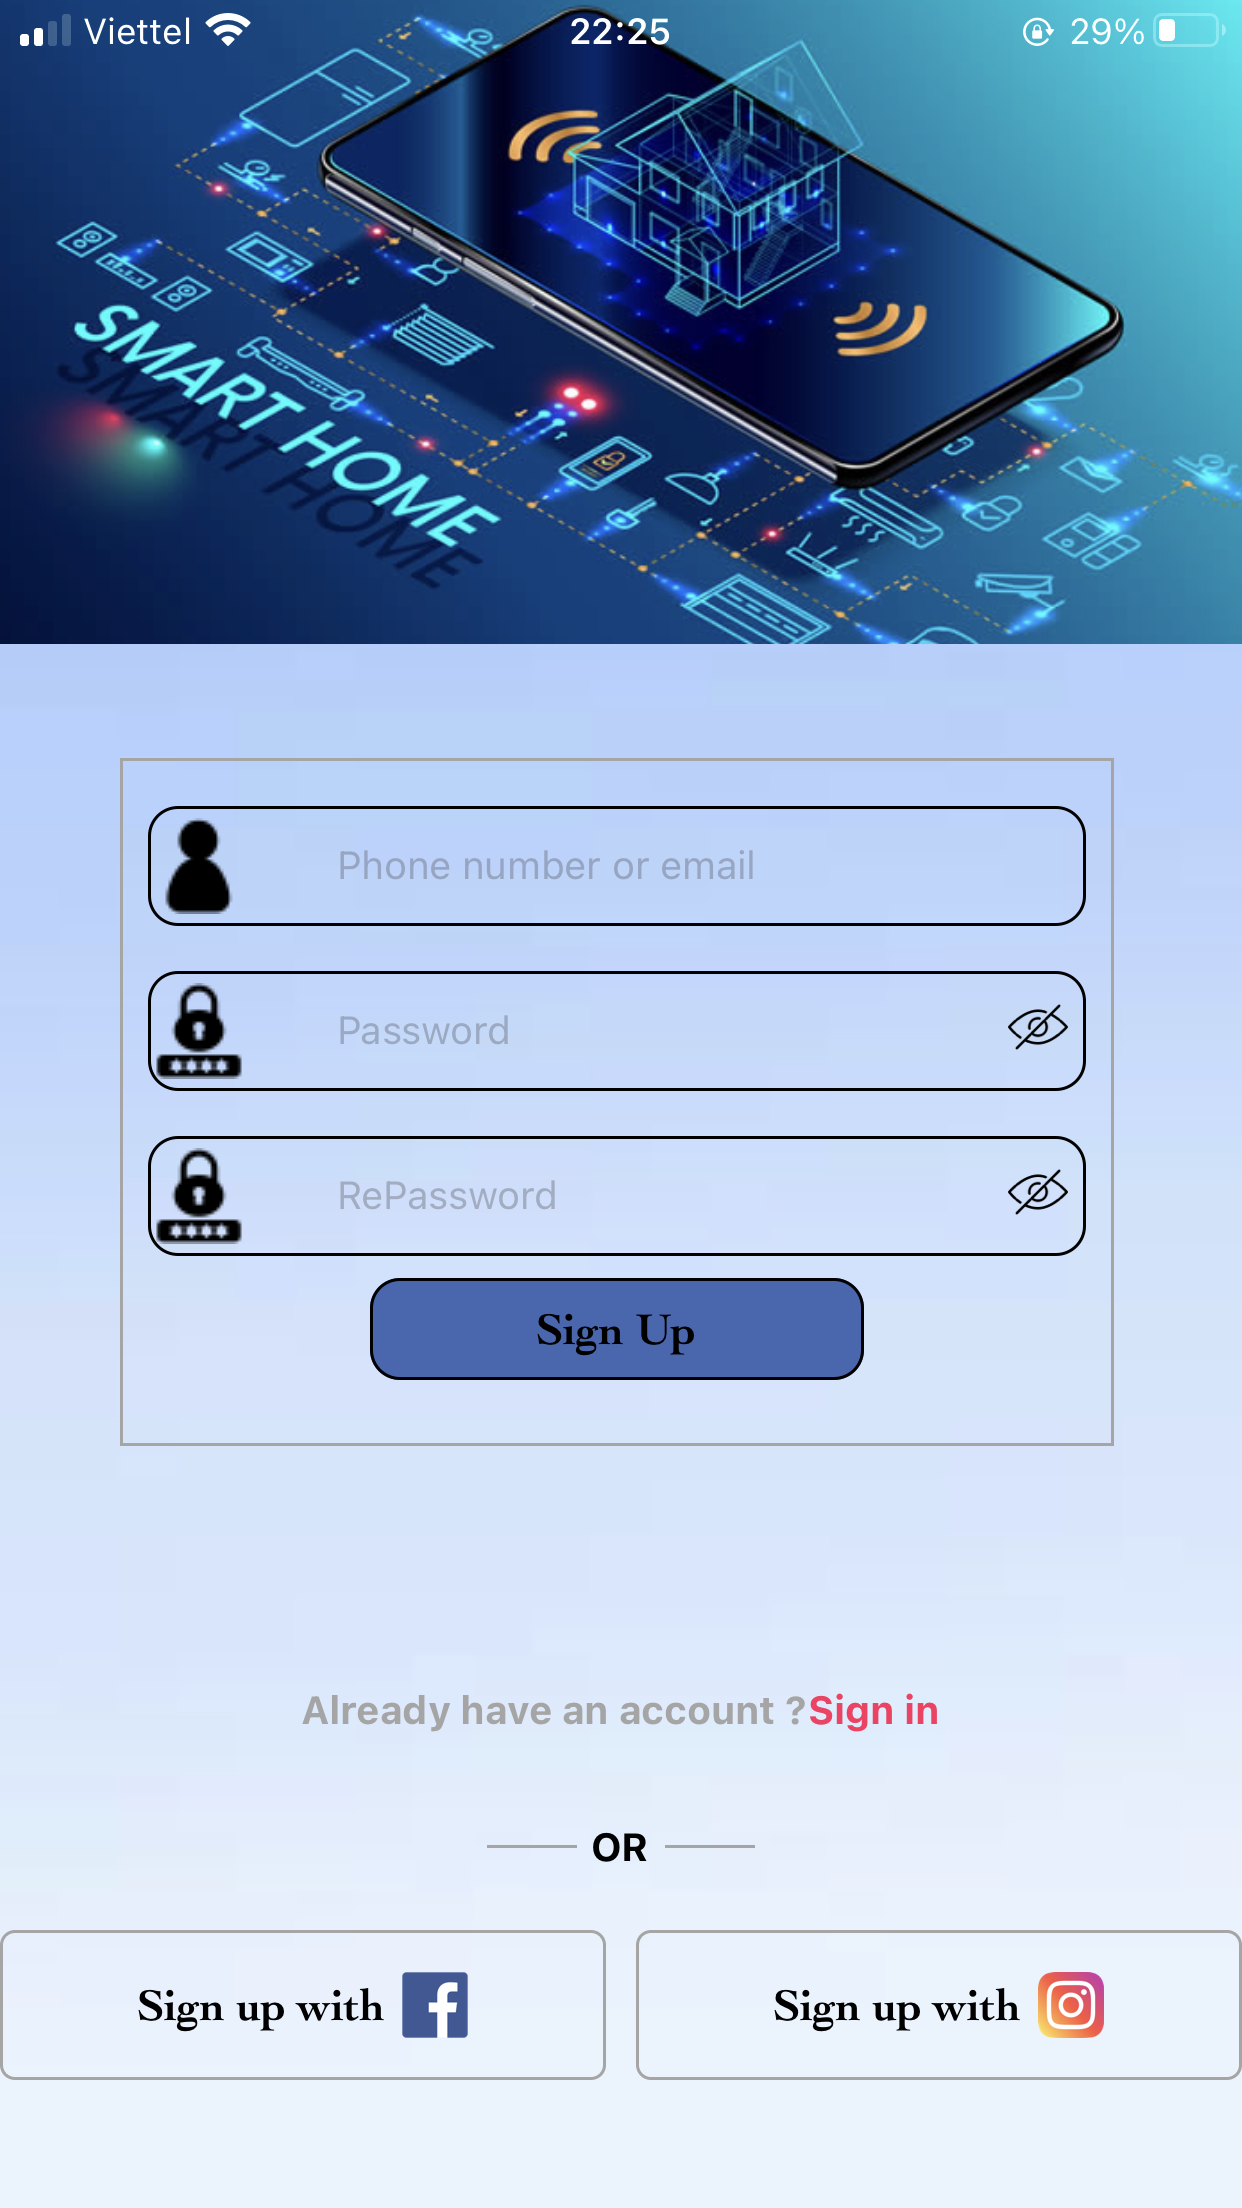 Viettel 22:25 29%
SMART HOME
Phone number or email
Password
RePassword
Sign Up
Already have an account ?Sign in
OR
Sign up with
Sign up with